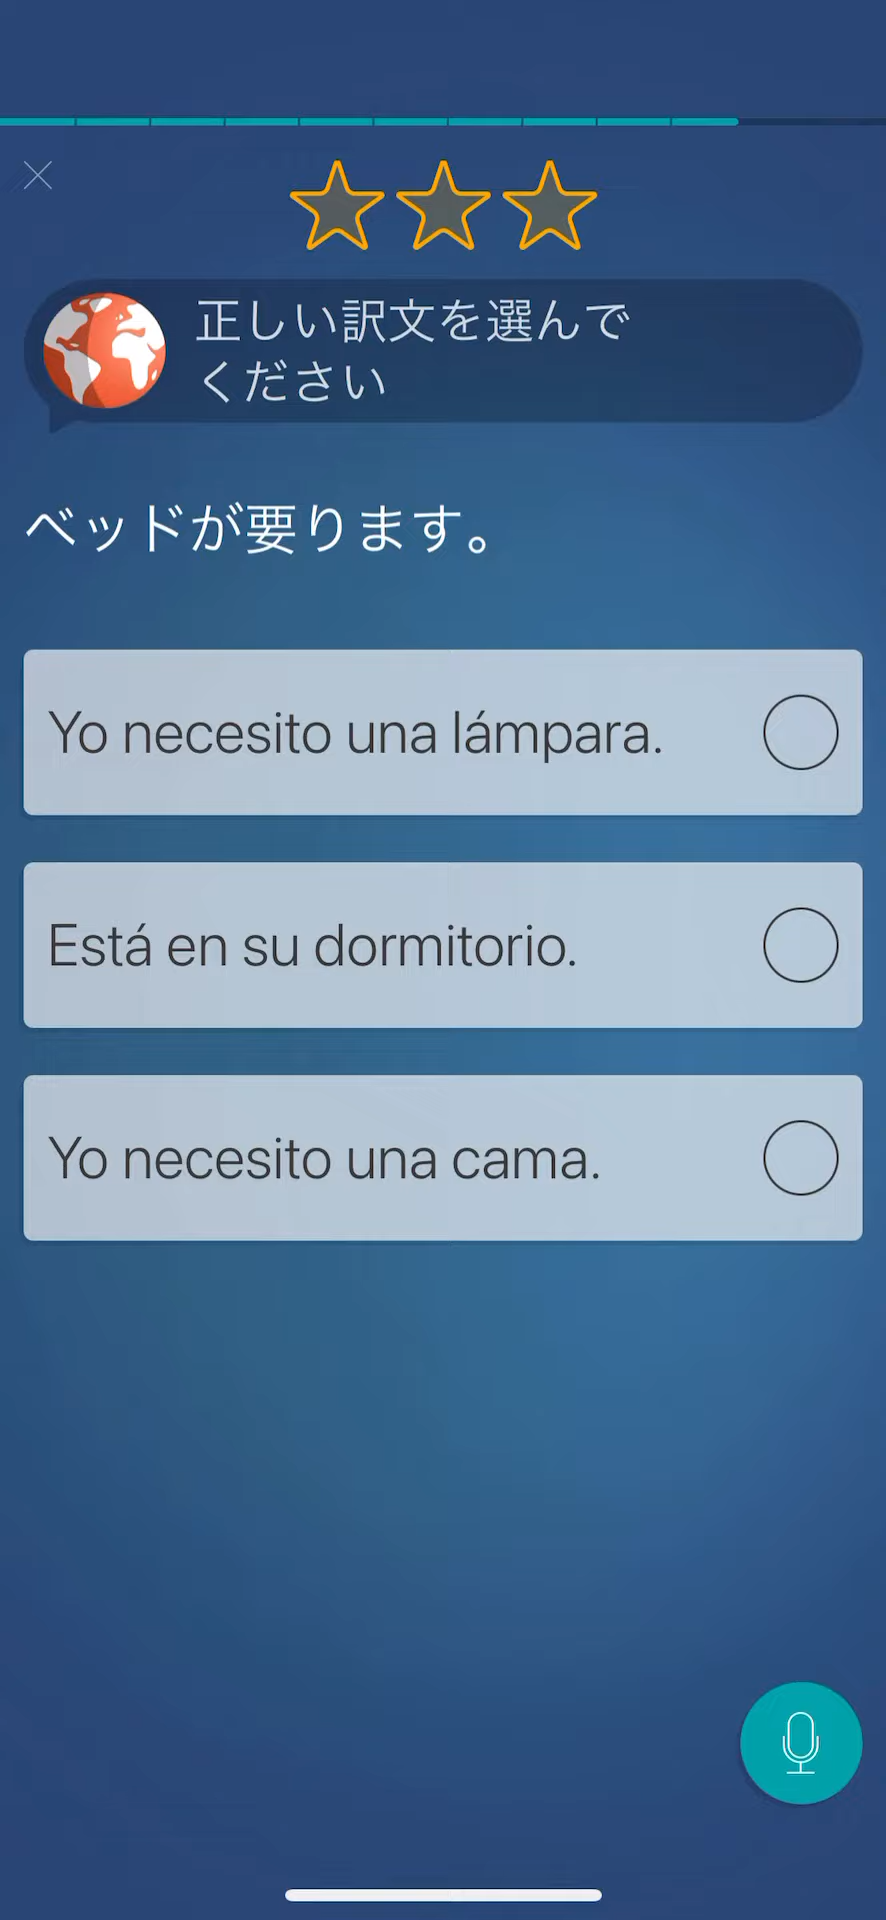 正しい訳文を選んで
ください
ベッドが要ります。
Yo necesito una lámpara.
Está en su dormitorio.
Yo necesito una cama.